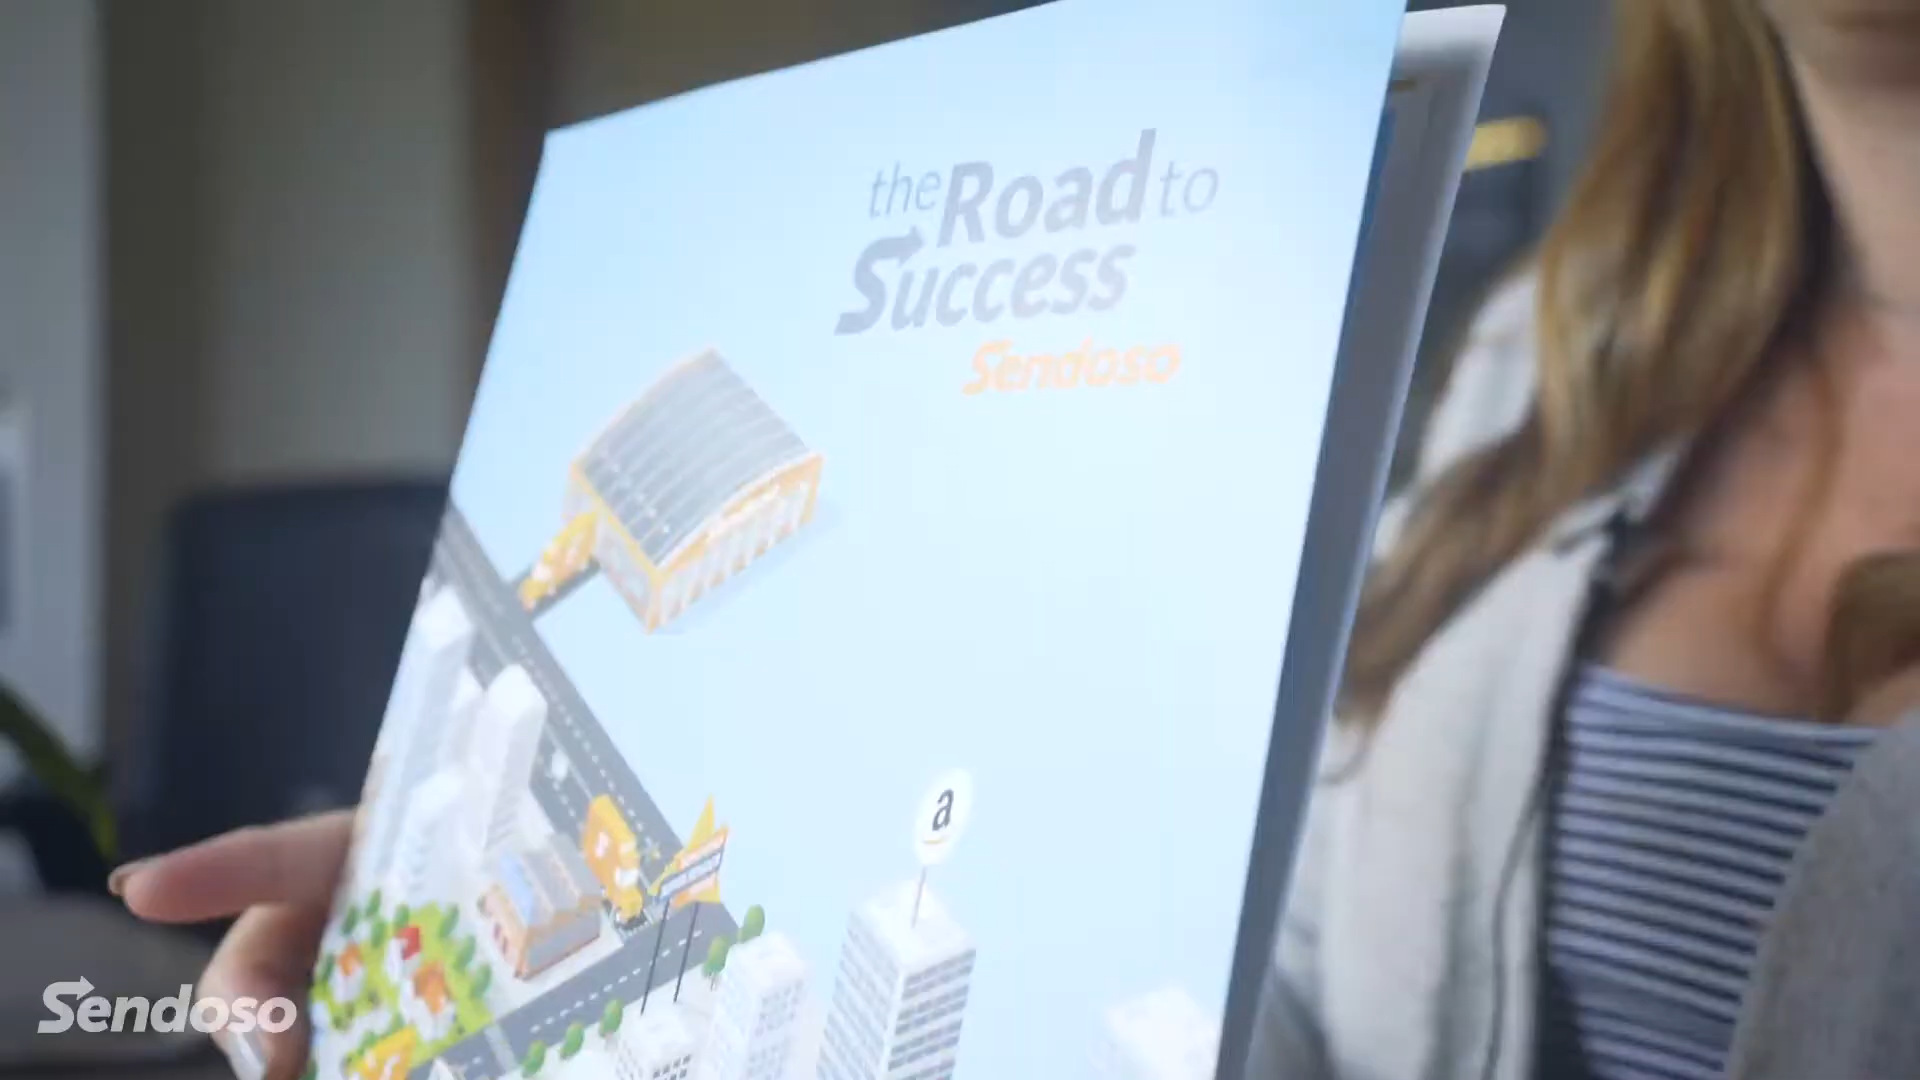 the Road to
Success
Sendoso
a
Sendoso